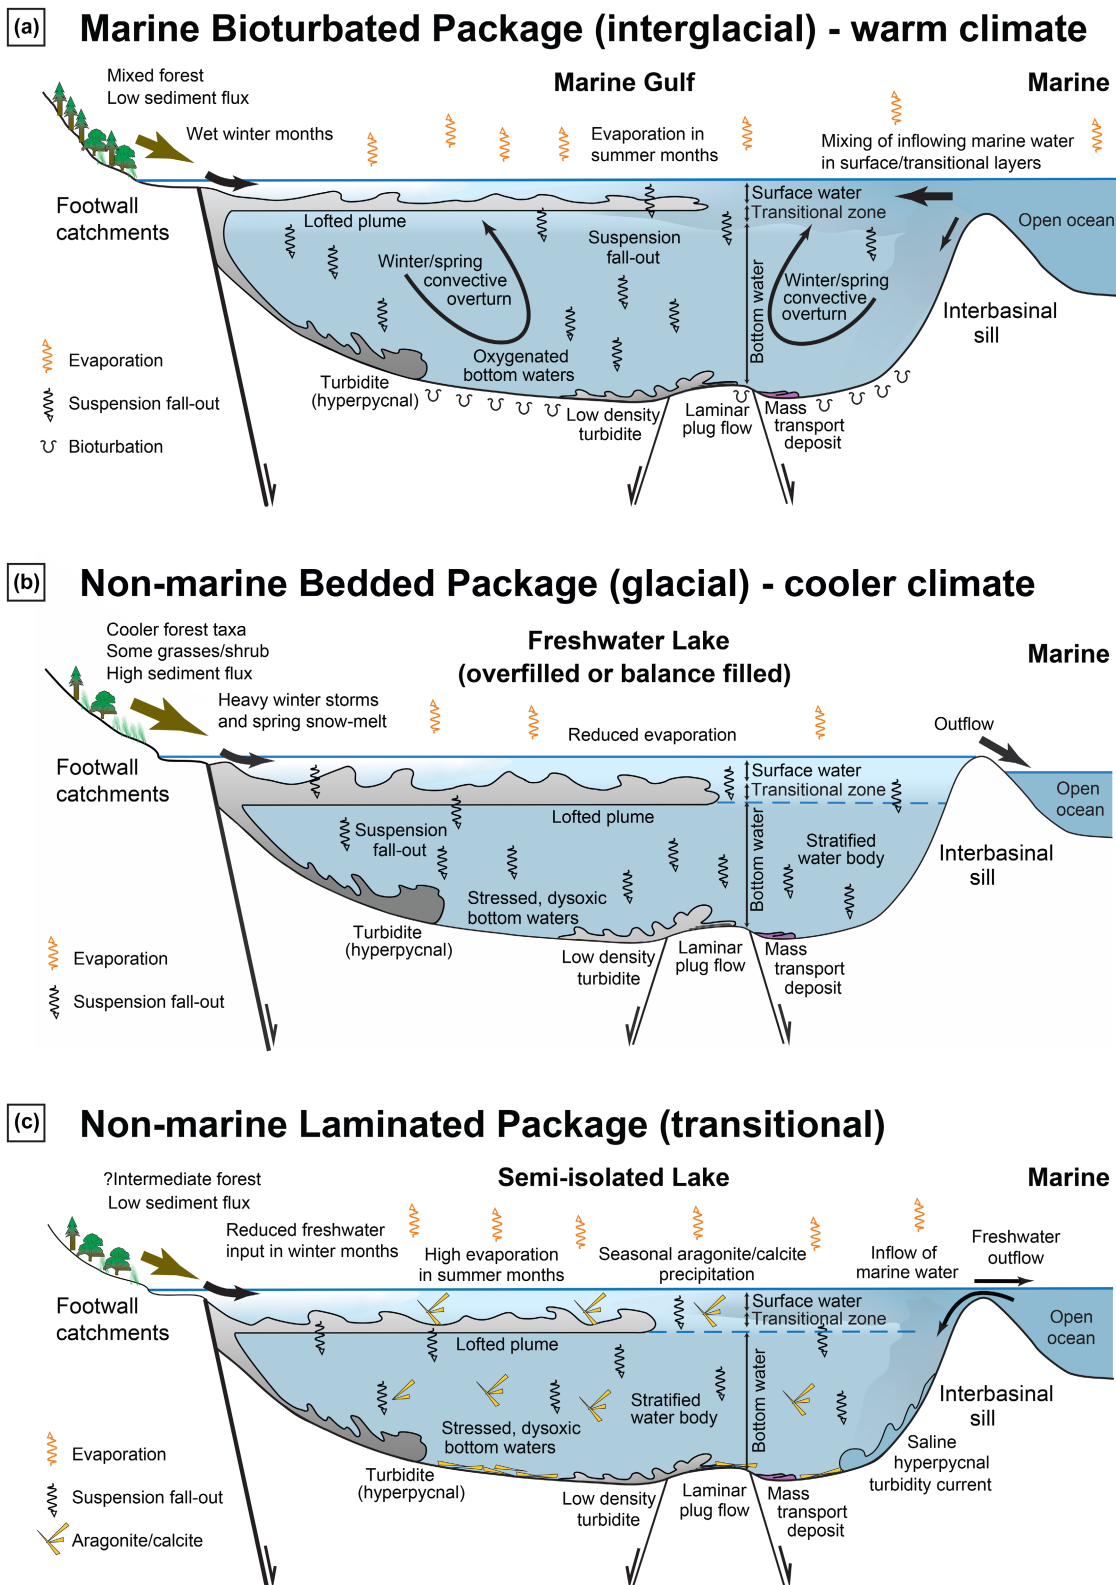 (a)
Marine Bioturbated Package (interglacial) - warm climate
Mixed forest
Low sediment flux
Marine Gulf
Marine
Wet winter months
Evaporation in
summer months
Mixing of inflowing marine water
in surface/transitional layers
Footwall
catchments
Surface water
Transitional zone
Open ocean
Lofted plume
Suspension
fall-out
Winter/spring
convective
overturn
Bottom water
Winter/spring
convective
overturn
Interbasinal
sill
Evaporation
Suspension fall-out
Bioturbation
Oxygenated
bottom waters
Turbidite
(hyperpycnal)
Low density
turbidite
Laminar
plug flow
Mass
transport
deposit
(b)
Non-marine Bedded Package (glacial) - cooler climate
Cooler forest taxa
Some grasses/shrub
High sediment flux
Freshwater Lake
(overfilled or balance filled)
Marine
Heavy winter storms
and spring snow-melt
Reduced evaporation
Outflow
Footwall
catchments
Surface water
Transitional zone
Open
ocean
Lofted plume
Suspension
fall-out
Bottom water
Stratified
water body
Interbasinal
sill
Stressed, dysoxic
bottom waters
Turbidite
(hyperpycnal)
Low density
turbidite
Laminar
plug flow
Mass
transport
deposit
Evaporation
Suspension fall-out
(c)
Non-marine Laminated Package (transitional)
?Intermediate forest
Low sediment flux
Semi-isolated Lake
Marine
Reduced freshwater
input in winter months
High evaporation
in summer months
Seasonal aragonite/calcite
precipitation
Inflow of
marine water
Freshwater
outflow
Footwall
catchments
Surface water
Transitional zone
Open
ocean
Lofted plume
Bottom water
Stratified
water body
Interbasinal
sill
Stressed, dysoxic
bottom waters
Saline
hyperpycnal
turbidity current
Turbidite
(hyperpycnal)
Low density
turbidite
Laminar
plug flow
Mass
transport
deposit
Evaporation
Suspension fall-out
Aragonite/calcite